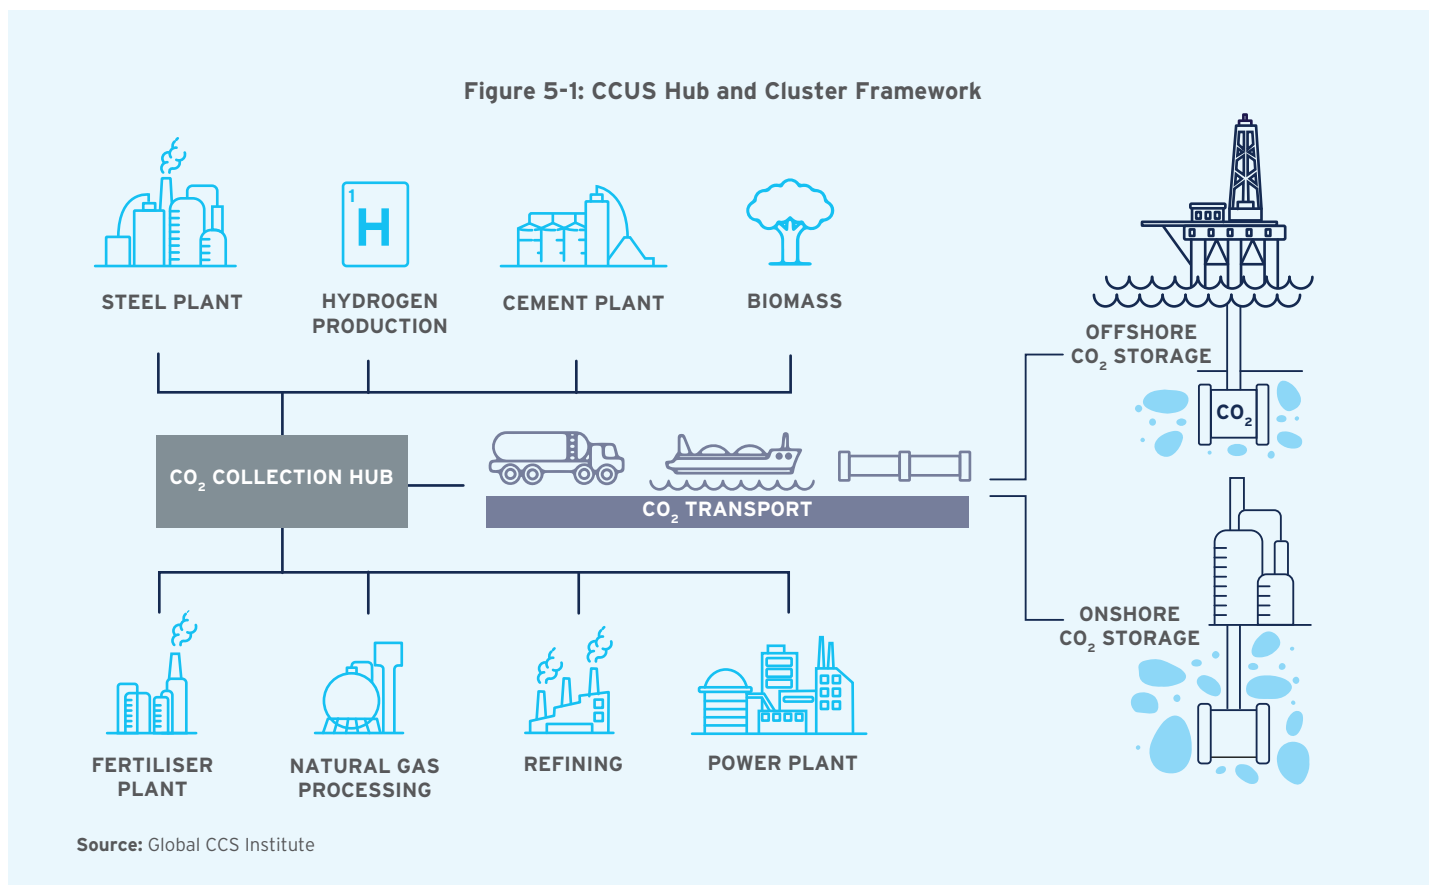 Figure 5-1: CCUS Hub and Cluster Framework
STEEL PLANT
HYDROGEN
PRODUCTION
CEMENT PLANT
BIOMASS
1
H
OFFSHORE
CO₂ STORAGE
CO₂
CO₂ COLLECTION HUB
CO₂ TRANSPORT
ONSHORE
CO₂ STORAGE
FERTILISER
PLANT
NATURAL GAS
PROCESSING
REFINING
POWER PLANT
Source: Global CCS Institute